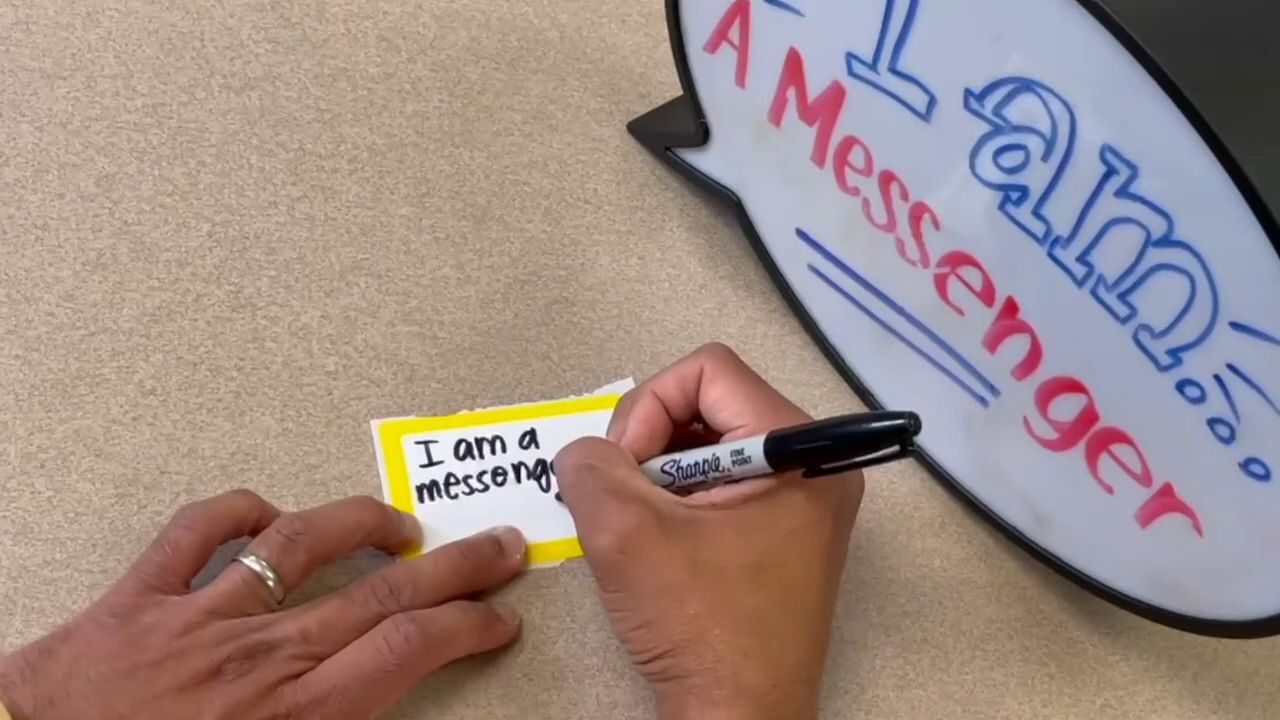 I am...
A Messenger
I am a
messeng
Sharpie
FINE
POINT